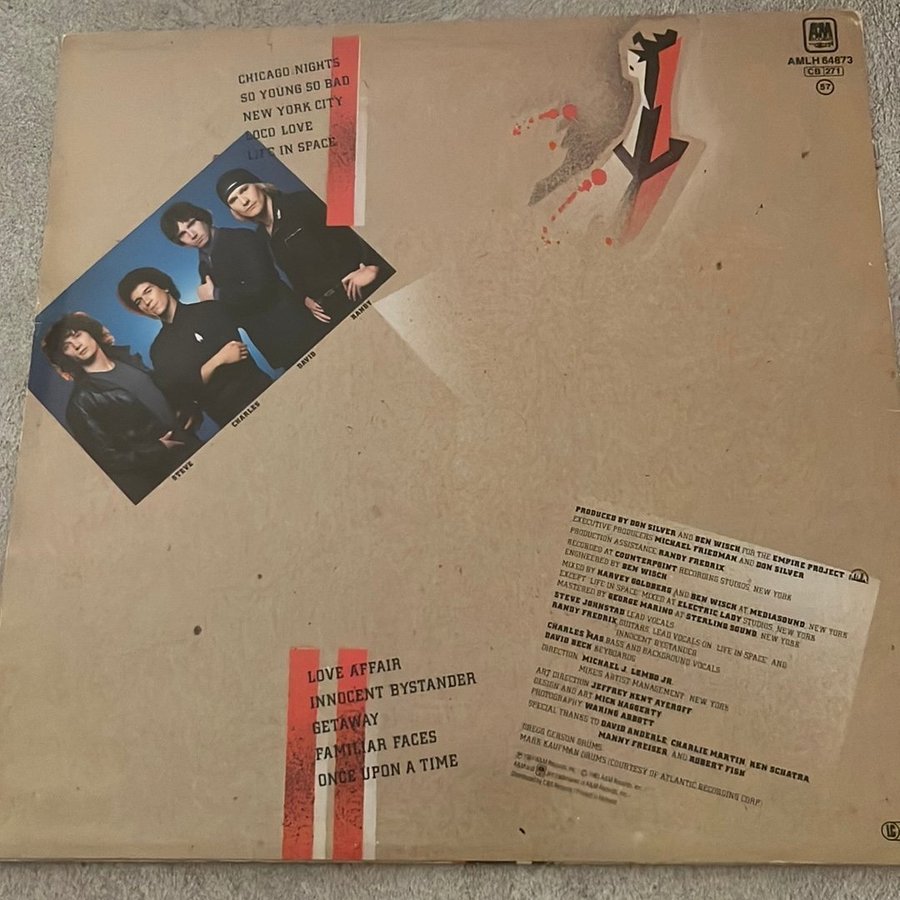 CHICAGO NIGHTS
SO YOUNG SO BAD
NEW YORK CITY
LOCO LOVE
LIFE IN SPACE
A&M
AMLH 64873
CB 271
57
STEVE
CHARLES
DAVID
RANDY
LOVE AFFAIR
INNOCENT BYSTANDER
GETAWAY
FAMILIAR FACES
ONCE UPON A TIME
PRODUCED BY DON SILVER AND BEN WISCH FOR THE EMPIRE PROJECT
EXECUTIVE PRODUCERS MICHAEL FRIEDMAN AND DON SILVER
PRODUCTION ASSISTANCE RANDY FREDRIX
RECORDED AT COUNTERPOINT RECORDING STUDIOS, NEW YORK
ENGINEERED BY BEN WISCH
MIXED BY HARVEY GOLDBERG AND BEN WISCH AT MEDIASOUND, NEW YORK
EXCEPT "LIFE IN SPACE" MIXED AT ELECTRIC LADY STUDIOS, NEW YORK
MASTERED BY GEORGE MARINO AT STERLING SOUND, NEW YORK
STEVE JOHNSTAD LEAD VOCALS
RANDY FREDRIX, GUITARS, LEAD VOCALS ON "LIFE IN SPACE" AND
INNOCENT BYSTANDER
CHARLES MAS BASS AND BACKGROUND VOCALS
DAVID BECK KEYBOARDS
DIRECTION: MICHAEL J. LEMBO JR.
MIKE'S ARTIST MANAGEMENT, NEW YORK
ART DIRECTION JEFFREY KENT AYEROFF
DESIGN AND ART MICK HAGGERTY
PHOTOGRAPHY WARING ABBOTT
SPECIAL THANKS TO DAVID ANDERLE, CHARLIE MARTIN, KEN SCHATRA
MANNY FREISER, AND ROBERT FISH
GREGG GERSON DRUMS
MARK KAUFMAN DRUMS (COURTESY OF ATLANTIC RECORDING CORP)
A&M Records, Inc.
LC